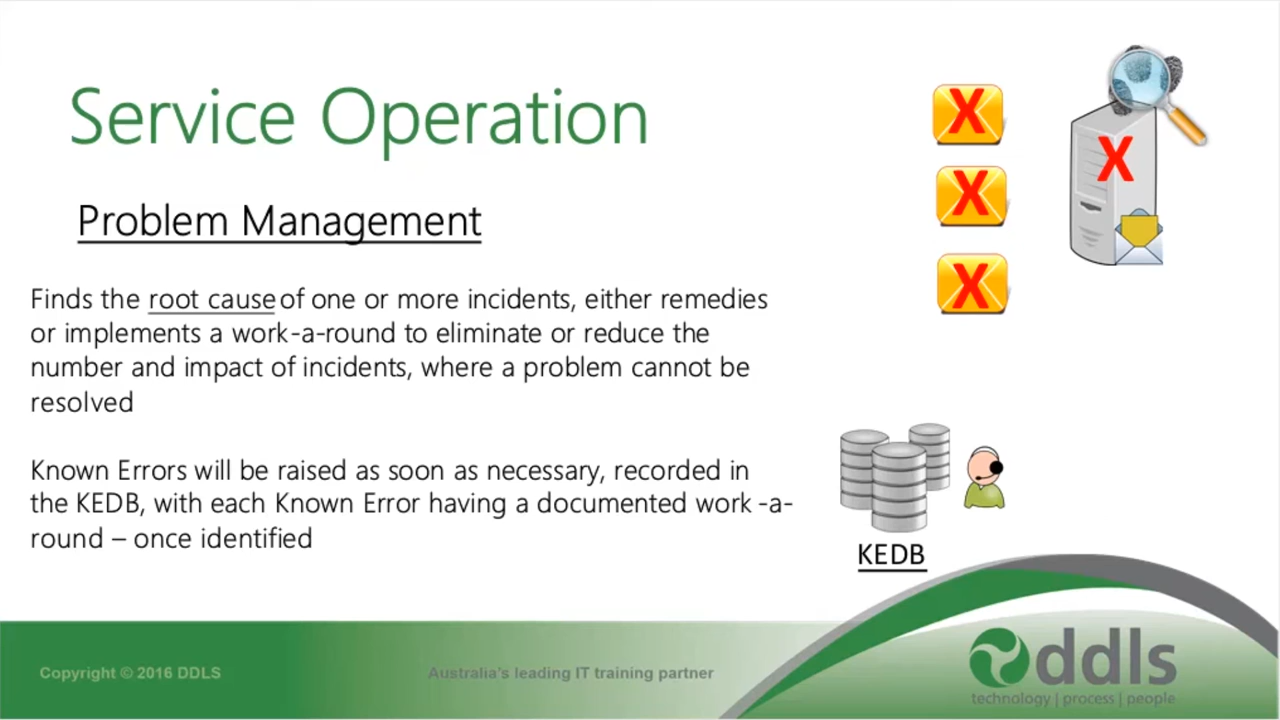 Service Operation
Problem Management
Finds the root cause of one or more incidents, either remedies
or implements a work-a-round to eliminate or reduce the
number and impact of incidents, where a problem cannot be
resolved
Known Errors will be raised as soon as necessary, recorded in
the KEDB, with each Known Error having a documented work -a-
round – once identified
X
X
X
X
KEDB
Copyright © 2016 DDLS
Australia's leading IT training partner
ddls
technology | process | people